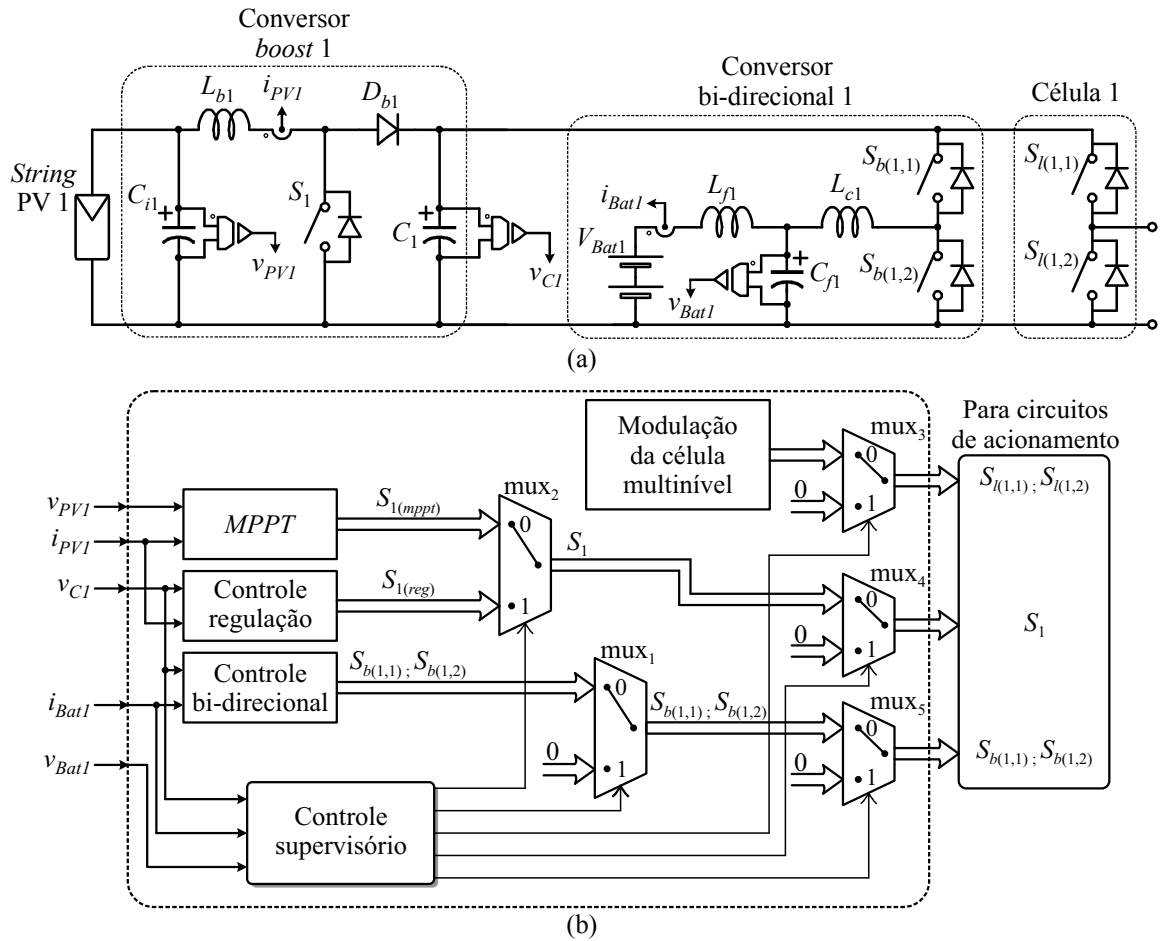 Conversor
boost 1
L_b1
i_PV1
D_b1
String
PV 1
C_i1
+
v_PV1
S_1
C_1
+
v_C1
Conversor
bi-direcional 1
i_Bat1
V_Bat1
L_f1
L_c1
v_Bat1
+
C_f1
S_b(1,1)
S_b(1,2)
Célula 1
S_l(1,1)
S_l(1,2)
(a)
v_PV1
i_PV1
v_C1
i_Bat1
v_Bat1
MPPT
Controle
regulação
Controle
bi-direcional
Controle
supervisório
S_1(mppt)
S_1(reg)
S_b(1,1) ; S_b(1,2)
mux_2
0
1
S_1
mux_1
0
0
1
S_b(1,1) ; S_b(1,2)
Modulação
da célula
multinível
mux_3
0
0
1
mux_4
0
0
1
mux_5
0
0
1
Para circuitos
de acionamento
S_l(1,1) ; S_l(1,2)
S_1
S_b(1,1) ; S_b(1,2)
(b)